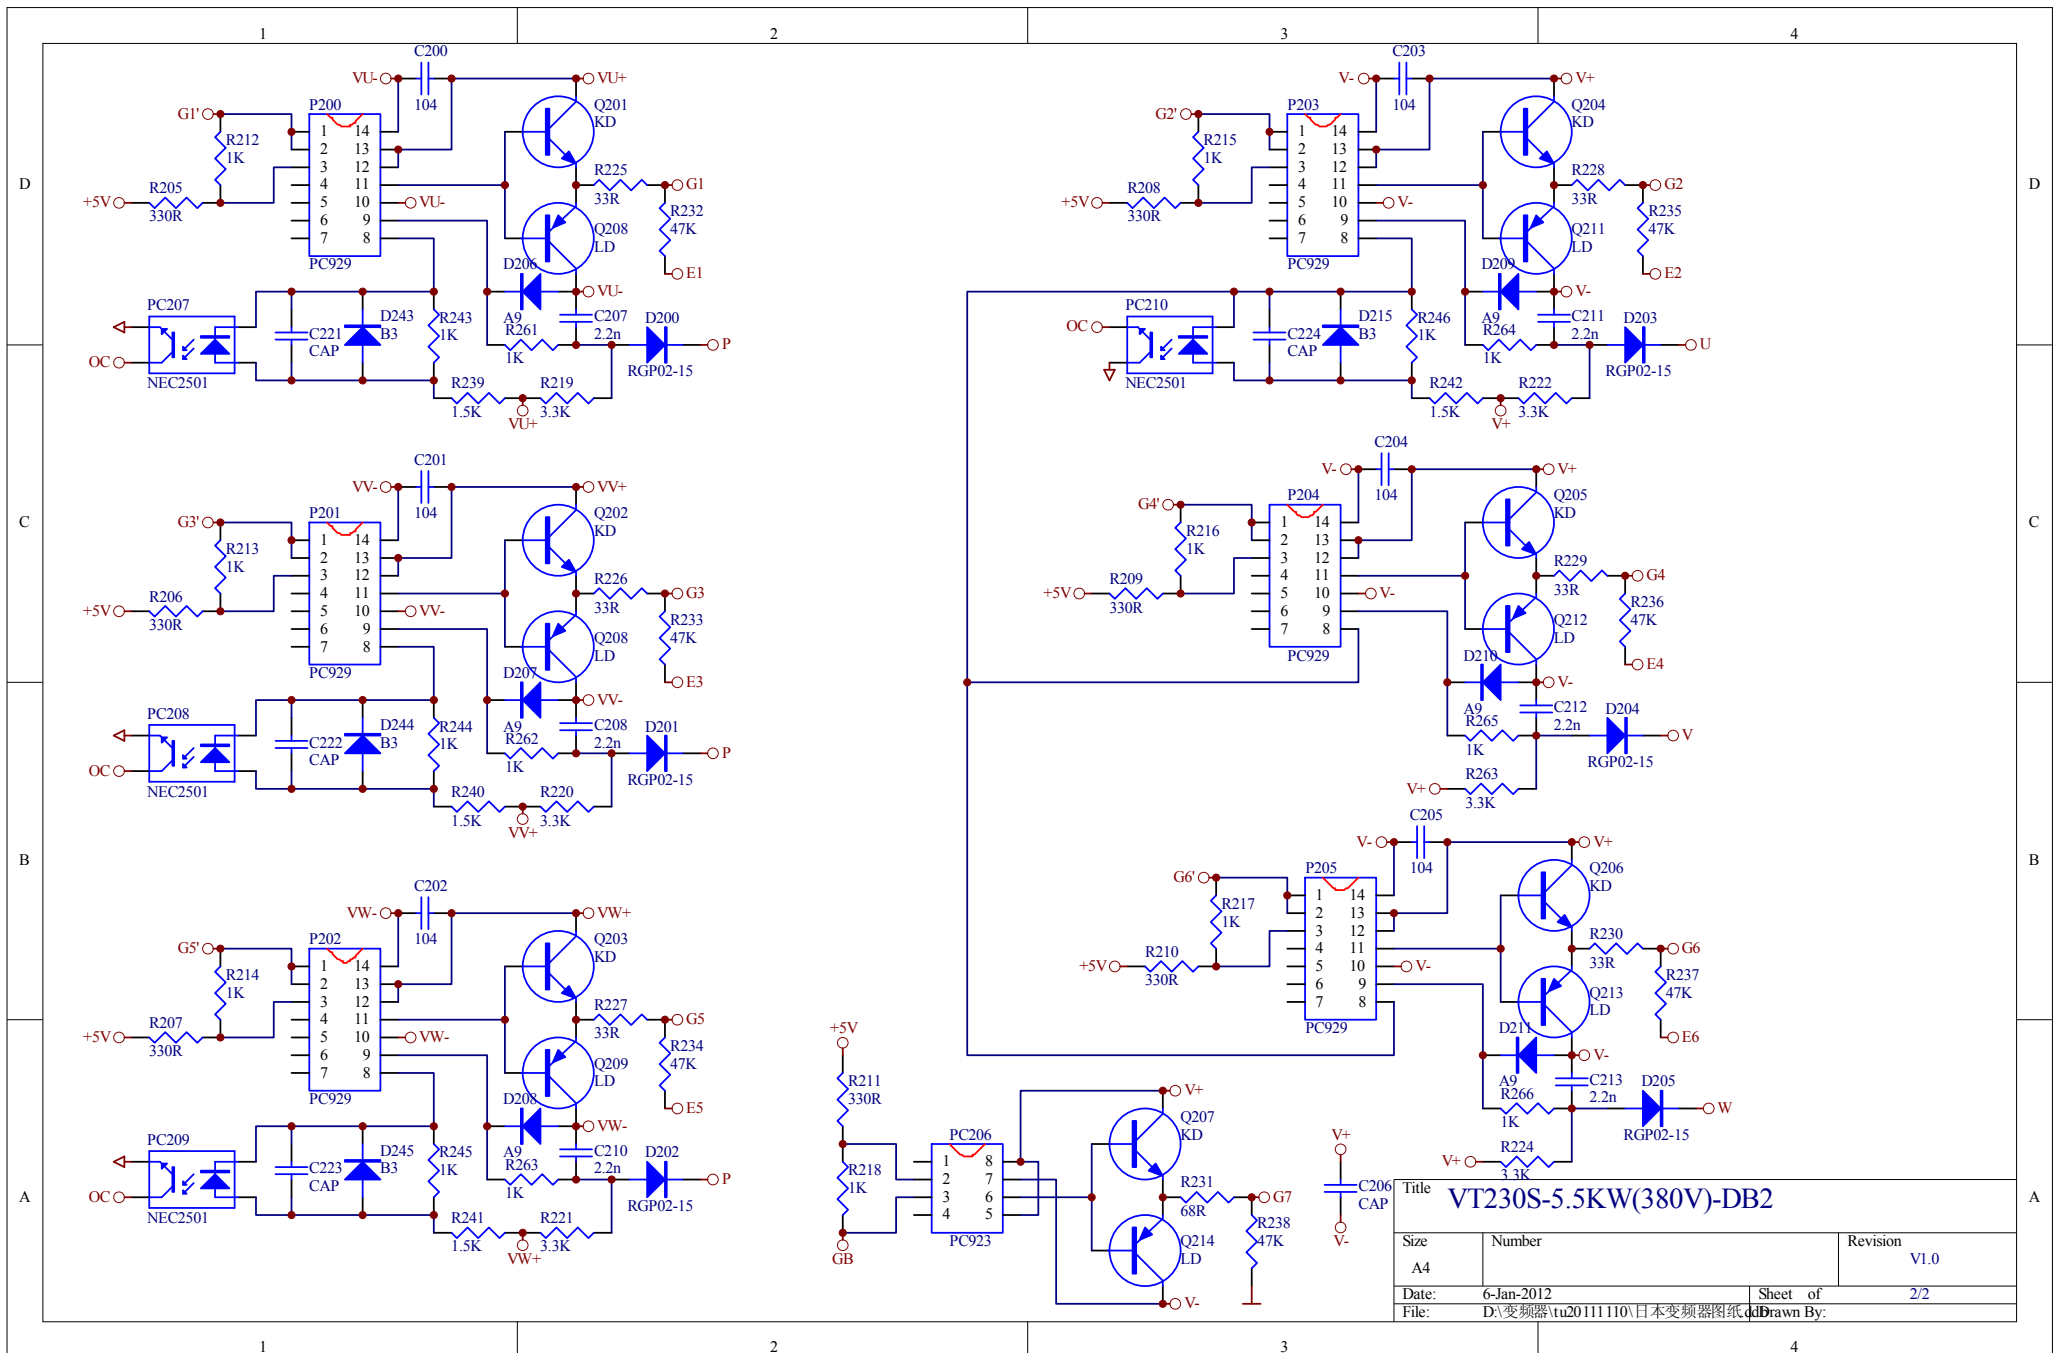 1 2 3 4
D D
C C
B B
A A
1 2 3 4
C200
VU- VU+
104
G1' P200
R212
1K
1 14
2 13
3 12
4 11
5 10 VU-
6 9
7 8
PC929
+5V R205
330R
Q201
KD
R225
33R
G1
R232
47K
E1
Q208
LD
D206
A9
VU-
R261
1K
C207
2.2n
D200
RGP02-15
P
PC207
OC
NEC2501
C221
CAP
D243
B3
R243
1K
R239
1.5K
R219
3.3K
VU+
C201
VV- VV+
104
G3' P201
R213
1K
1 14
2 13
3 12
4 11
5 10 VV-
6 9
7 8
PC929
+5V R206
330R
Q202
KD
R226
33R
G3
R233
47K
E3
Q208
LD
D207
A9
VV-
R262
1K
C208
2.2n
D201
RGP02-15
P
PC208
OC
NEC2501
C222
CAP
D244
B3
R244
1K
R240
1.5K
R220
3.3K
VV+
C202
VW- VW+
104
G5' P202
R214
1K
1 14
2 13
3 12
4 11
5 10 VW-
6 9
7 8
PC929
+5V R207
330R
Q203
KD
R227
33R
G5
R234
47K
E5
Q209
LD
D208
A9
VW-
R263
1K
C210
2.2n
D202
RGP02-15
P
PC209
OC
NEC2501
C223
CAP
D245
B3
R245
1K
R241
1.5K
R221
3.3K
VW+
C203
V- V+
104
G2' P203
R215
1K
1 14
2 13
3 12
4 11
5 10 V-
6 9
7 8
PC929
+5V R208
330R
Q204
KD
R228
33R
G2
R235
47K
E2
Q211
LD
D209
A9
V-
R264
1K
C211
2.2n
D203
RGP02-15
U
PC210
OC
NEC2501
C224
CAP
D215
B3
R246
1K
R242
1.5K
R222
3.3K
V+
C204
V- V+
104
G4' P204
R216
1K
1 14
2 13
3 12
4 11
5 10 V-
6 9
7 8
PC929
+5V R209
330R
Q205
KD
R229
33R
G4
R236
47K
E4
Q212
LD
D210
A9
V-
R265
1K
C212
2.2n
D204
RGP02-15
V
V+ R263
3.3K
C205
V- V+
104
G6' P205
R217
1K
1 14
2 13
3 12
4 11
5 10 V-
6 9
7 8
PC929
+5V R210
330R
Q206
KD
R230
33R
G6
R237
47K
E6
Q213
LD
D211
A9
V-
R266
1K
C213
2.2n
D205
RGP02-15
W
V+ R224
3.3K
+5V
R211
330R
R218
1K
GB
PC206
1 8
2 7
3 6
4 5
PC923
V+
Q207
KD
R231
68R
G7
R238
47K
Q214
LD
V-
V+
C206
CAP
V-
Title VT230S-5.5KW(380V)-DB2
Size Number Revision
A4 V1.0
Date: 6-Jan-2012 Sheet of 2/2
File: D:\变频器\tu20111110\日本变频器图纸.ddb Drawn By: